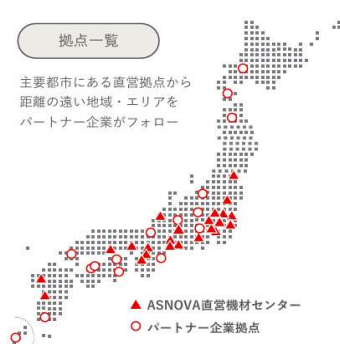 拠点一覧
主要都市にある直営拠点から
距離の遠い地域・エリアを
パートナー企業がフォロー
ASNOVA直営機材センター
パートナー企業拠点